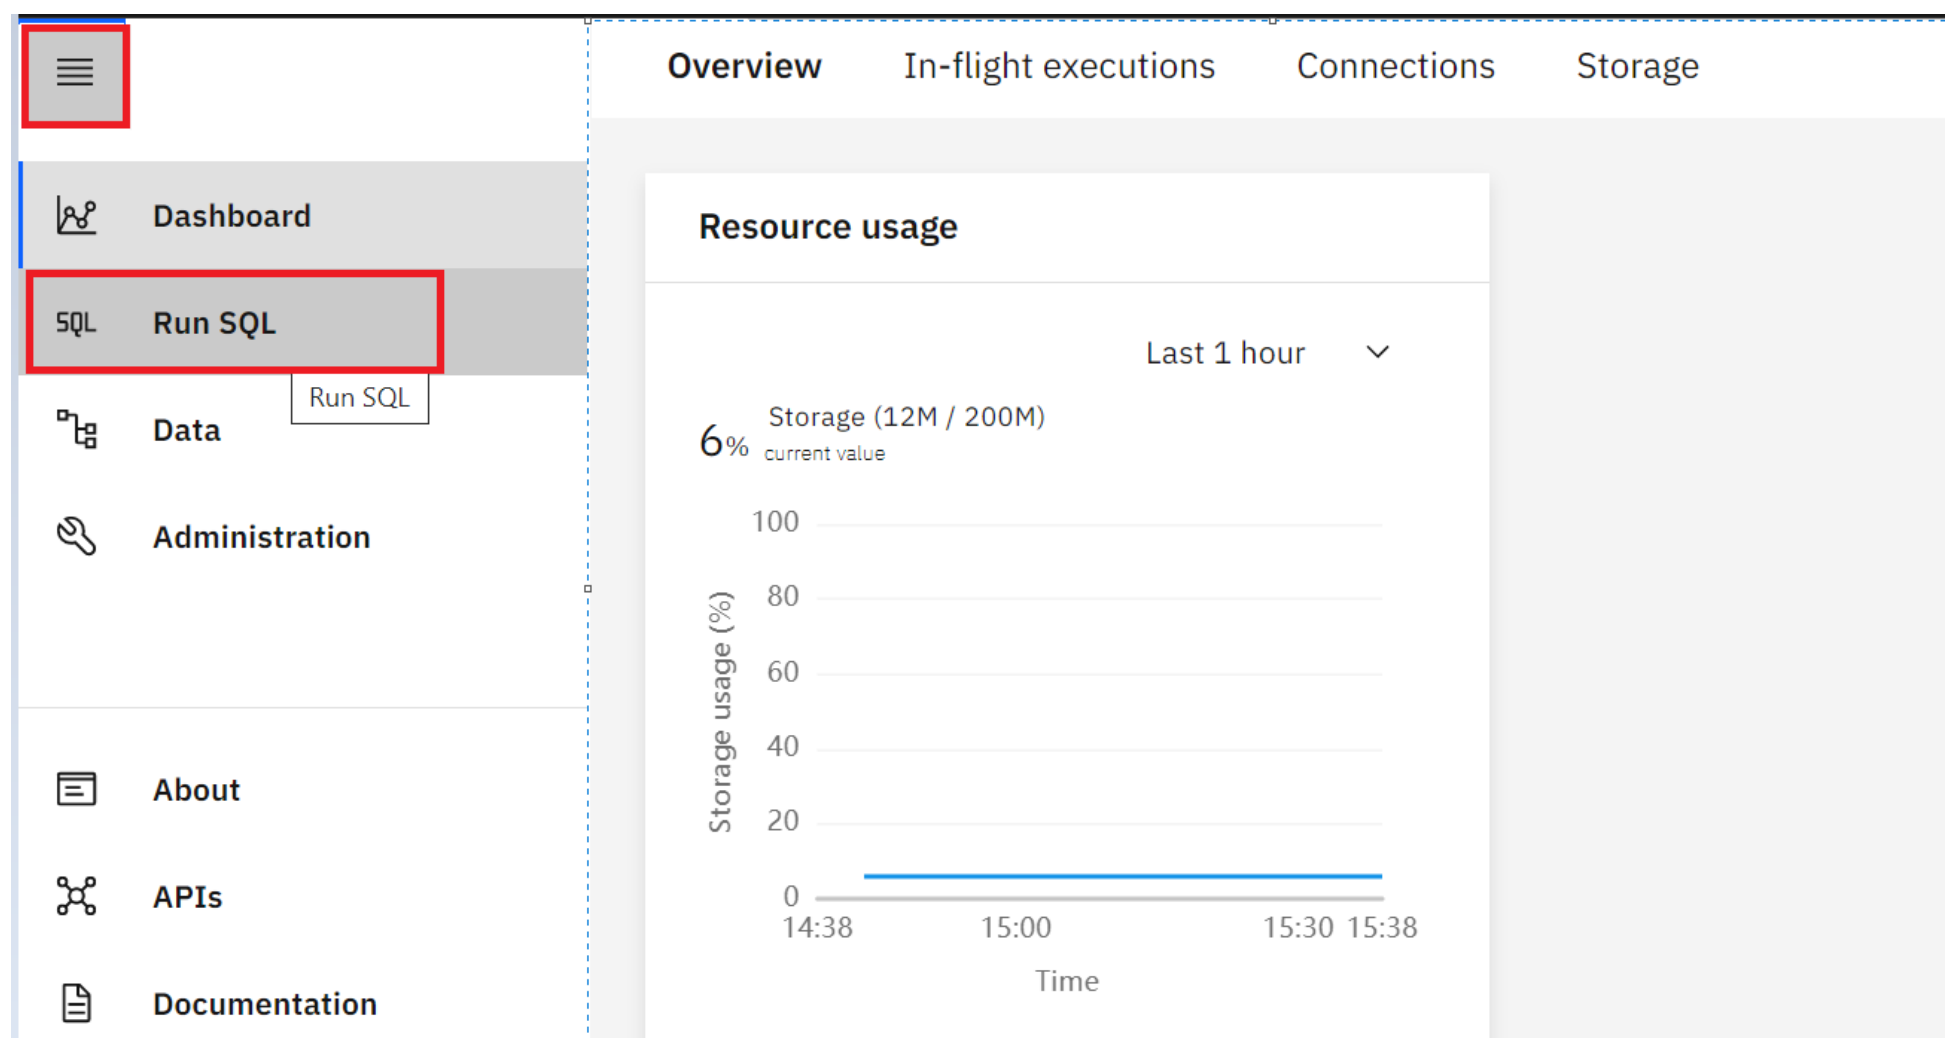 Overview In-flight executions Connections Storage
Dashboard
SQL Run SQL
Run SQL
Data
Administration
About
APIs
Documentation
Resource usage
Last 1 hour
6% Storage (12M / 200M)
current value
Storage usage (%)
100
80
60
40
20
0
14:38 15:00 15:30 15:38
Time